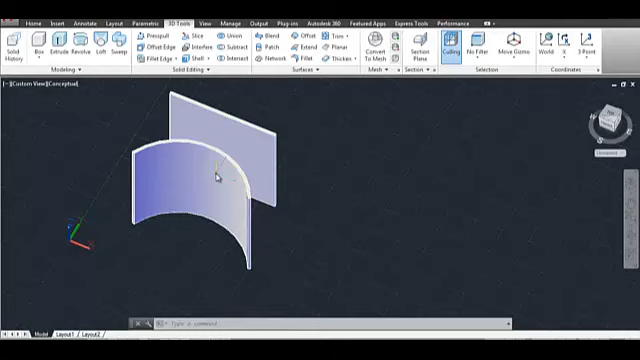 Home Insert Annotate Layout Parametric 3D Tools Render View Manage Output Plug-ins Autodesk 360 Featured Apps Express Tools Performance
Solid History Box Extrude Revolve Loft Sweep Presspull Slice Union Blend Offset Trim Convert To Mesh Section Plane Culling No Filter Move Gizmo World X 3 Point
Offset Edge Interfere Subtract Patch Extend Planar
Fillet Edge Shell Intersect Network Fillet Thicken
Modeling Solid Editing Surfaces Mesh Section Selection Coordinates
[−][Custom View][Conceptual]
Type a command
Model Layout1 Layout2